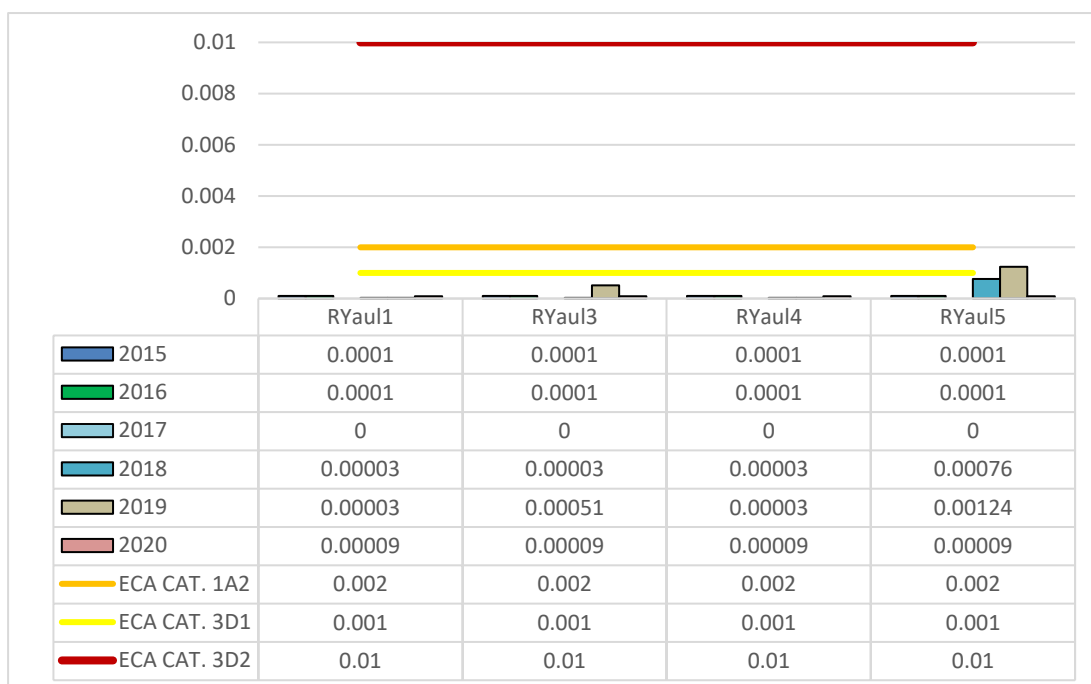 0.01
0.008
0.006
0.004
0.002
0
RYaul1 RYaul3 RYaul4 RYaul5
2015 0.0001 0.0001 0.0001 0.0001
2016 0.0001 0.0001 0.0001 0.0001
2017 0 0 0 0
2018 0.00003 0.00003 0.00003 0.00076
2019 0.00003 0.00051 0.00003 0.00124
2020 0.00009 0.00009 0.00009 0.00009
ECA CAT. 1A2 0.002 0.002 0.002 0.002
ECA CAT. 3D1 0.001 0.001 0.001 0.001
ECA CAT. 3D2 0.01 0.01 0.01 0.01